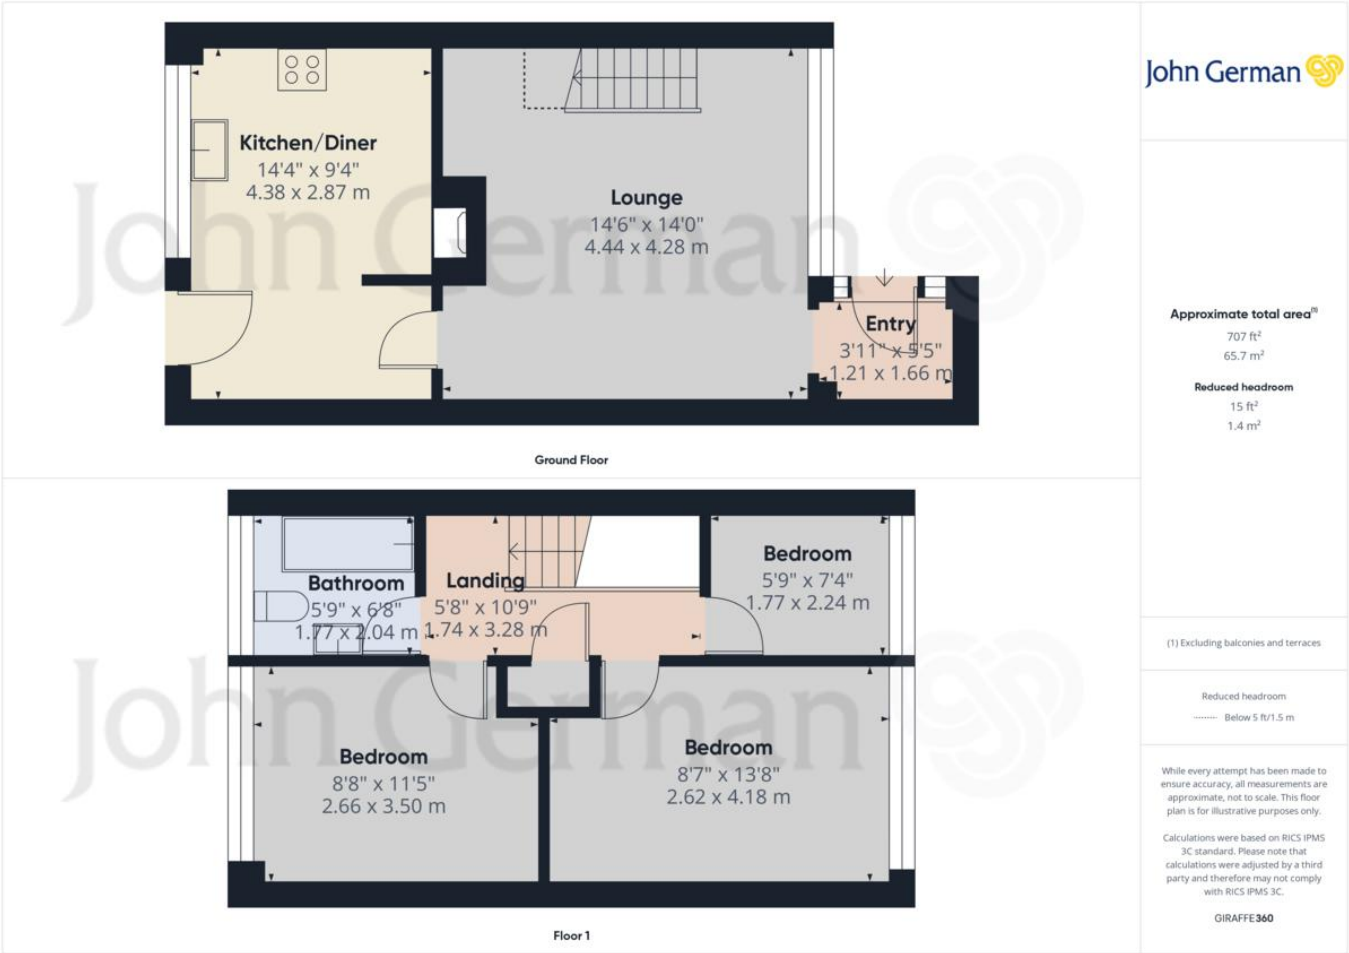 Kitchen/Diner
14'4" x 9'4"
4.38 x 2.87 m
Lounge
14'6" x 14'0"
4.44 x 4.28 m
Entry
3'11" x 5'5"
1.21 x 1.66 m
John German
Ground Floor
Bathroom
5'9" x 6'8"
1.77 x 2.04 m
Landing
5'8" x 10'9"
1.74 x 3.28 m
Bedroom
5'9" x 7'4"
1.77 x 2.24 m
Bedroom
8'8" x 11'5"
2.66 x 3.50 m
Bedroom
8'7" x 13'8"
2.62 x 4.18 m
John German
Floor 1
John German
Approximate total area(1)
707 ft²
65.7 m²
Reduced headroom
15 ft²
1.4 m²
(1) Excluding balconies and terraces
Reduced headroom
Below 5 ft/1.5 m
While every attempt has been made to
ensure accuracy, all measurements are
approximate, not to scale. This floor
plan is for illustrative purposes only.
Calculations were based on RICS IPMS
3C standard. Please note that
calculations were adjusted by a third
party and therefore may not comply
with RICS IPMS 3C.
GIRAFFE360